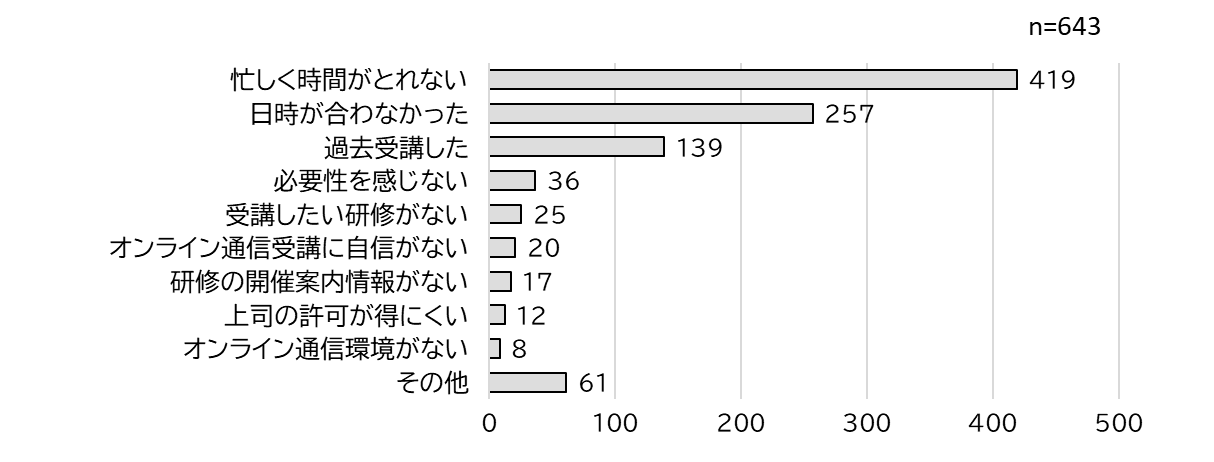 n=643
忙しく時間がとれない 419
日時が合わなかった 257
過去受講した 139
必要性を感じない 36
受講したい研修がない 25
オンライン通信受講に自信がない 20
研修の開催案内情報がない 17
上司の許可が得にくい 12
オンライン通信環境がない 8
その他 61
0 100 200 300 400 500